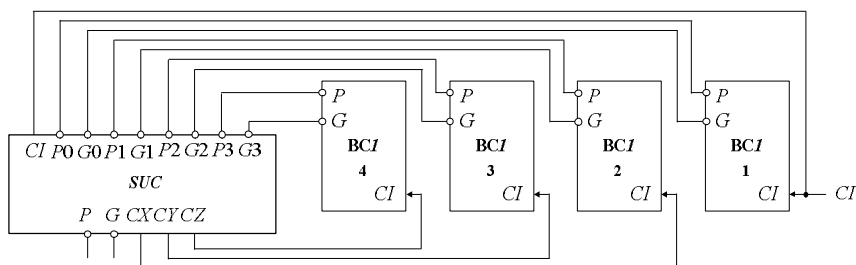 P
G
BC1
4
CI
P
G
BC1
3
CI
P
G
BC1
2
CI
P
G
BC1
1
CI
CI
CI P0 G0 P1 G1 P2 G2 P3 G3
SUC
P G CX CY CZ